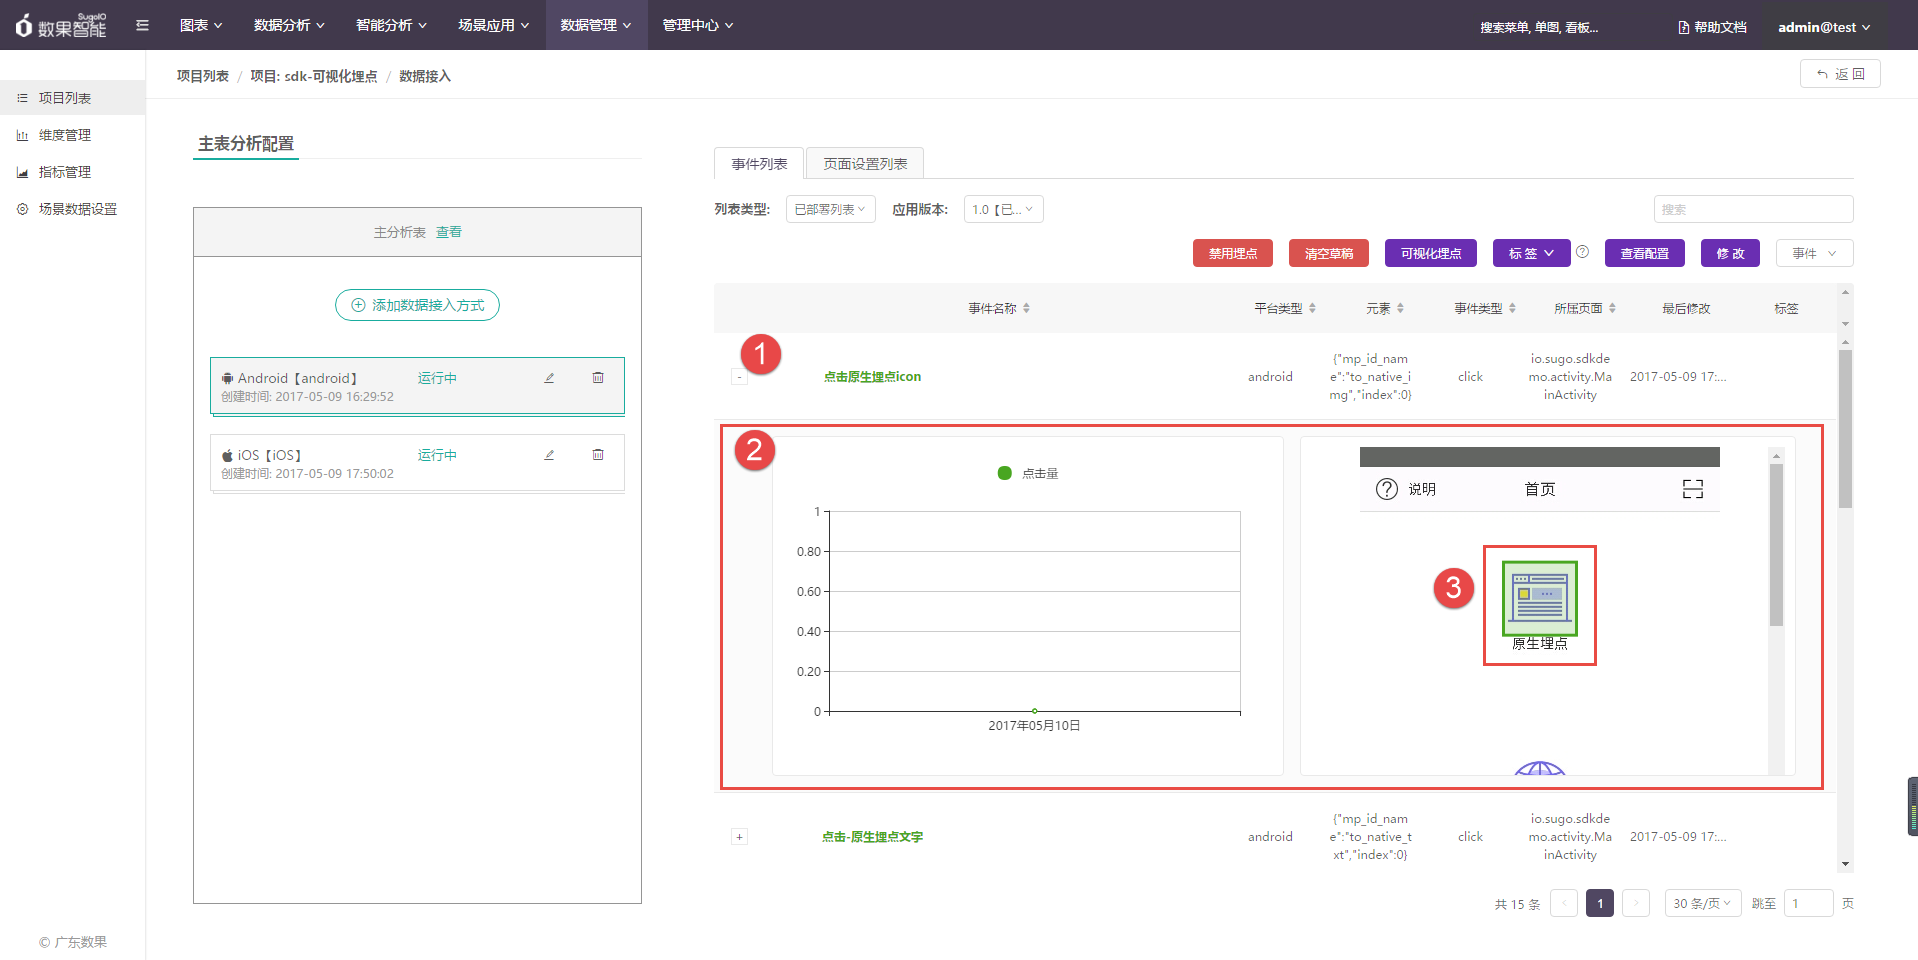 SugoIO
数果智能
图表
数据分析
智能分析
场景应用
数据管理
管理中心
搜索菜单, 单图, 看板...
帮助文档
admin@test
项目列表 / 项目: sdk-可视化埋点 / 数据接入
返 回
项目列表
维度管理
指标管理
场景数据设置
© 广东数果
主表分析配置
主分析表 查看
添加数据接入方式
Android【android】 运行中
创建时间: 2017-05-09 16:29:52
iOS【iOS】 运行中
创建时间: 2017-05-09 17:50:02
事件列表
页面设置列表
列表类型: 已部署列表 应用版本: 1.0【已...
搜索
禁用埋点
清空草稿
可视化埋点
标 签
?
查看配置
修 改
事件
事件名称 平台类型 元素 事件类型 所属页面 最后修改 标签
1
-
点击原生埋点icon
android
{"mp_id_nam
e":"to_native_i
mg","index":0}
click
io.sugo.sdkde
mo.activity.Ma
inActivity
2017-05-09 17:...
2
点击量
1
0.80
0.60
0.40
0.20
0
2017年05月10日
? 说明
首页
3
原生埋点
+
点击-原生埋点文字
android
{"mp_id_nam
e":"to_native_t
xt","index":0}
click
io.sugo.sdkde
mo.activity.Ma
inActivity
2017-05-09 17:...
共 15 条 < 1 > 30 条/页 跳至 1 页